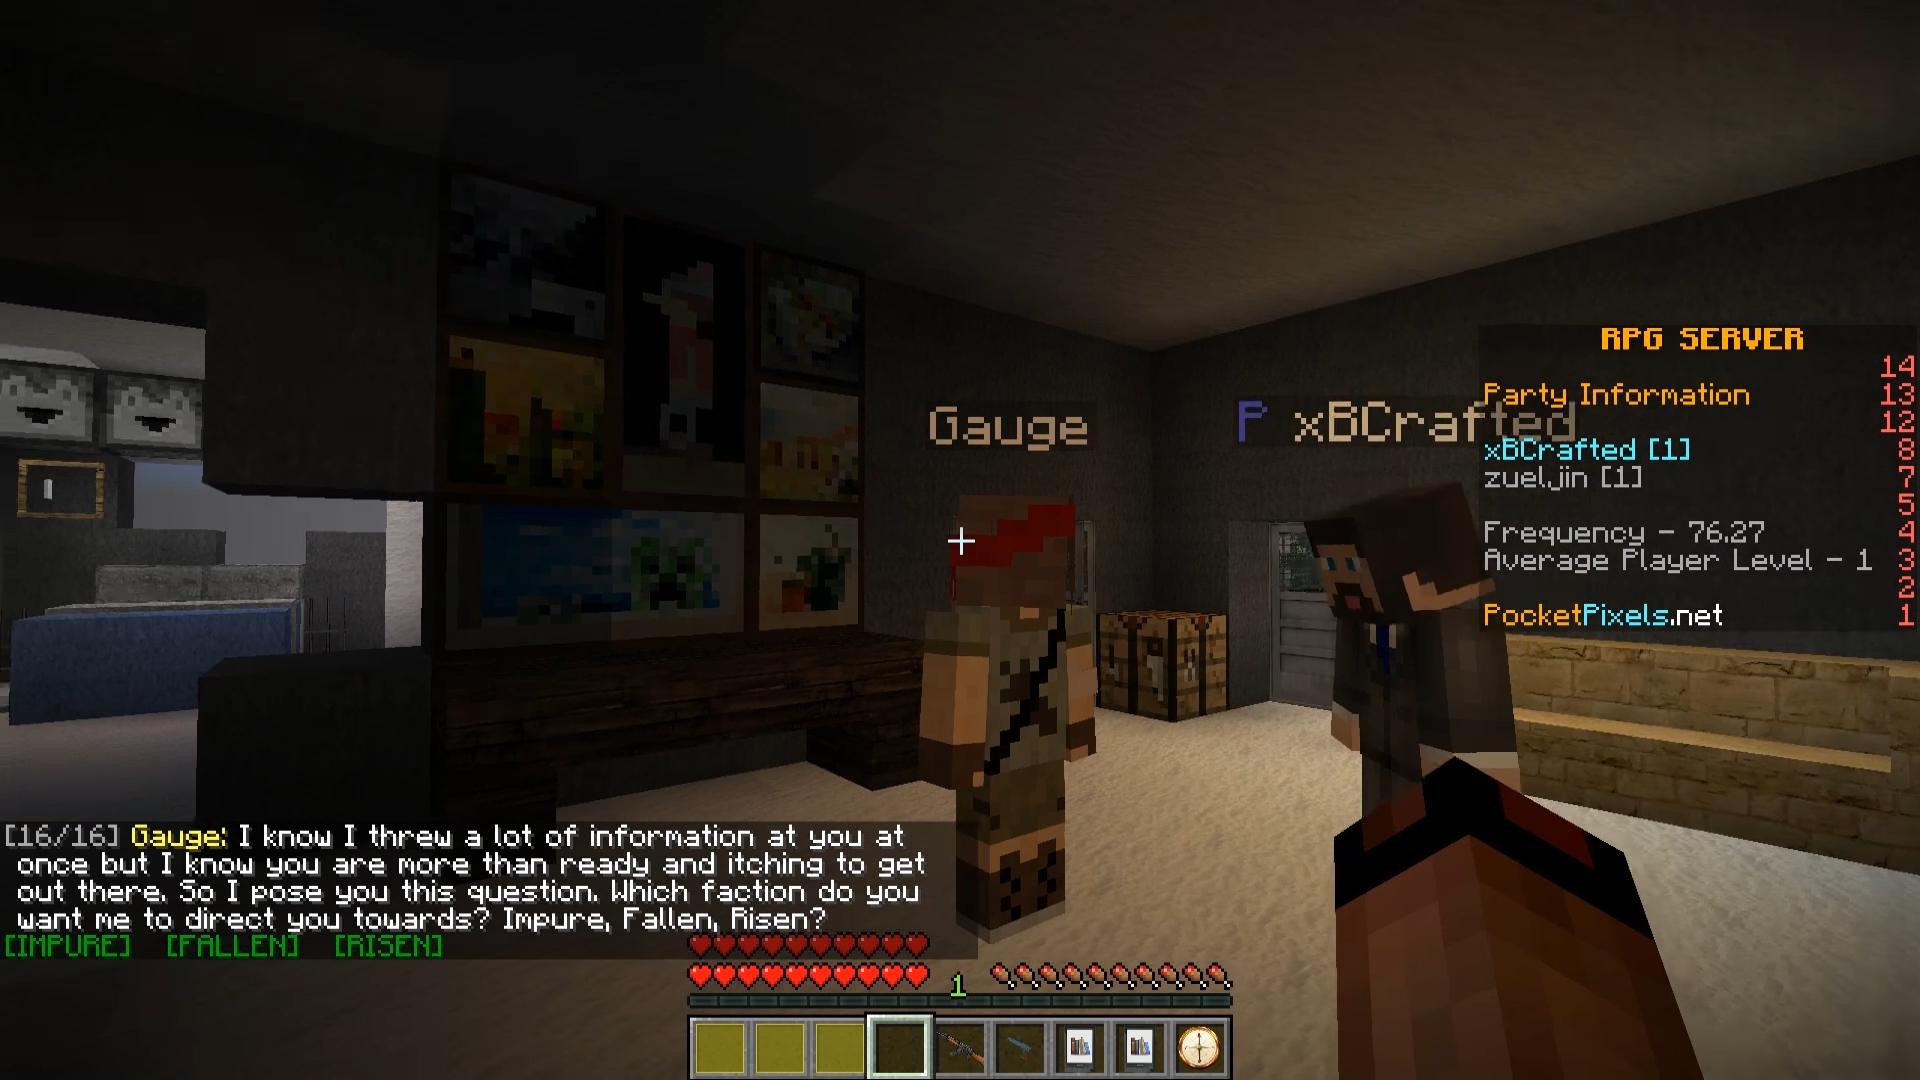 RPG SERVER
14
Party Information 13
12
Gauge
P xBCrafted
xBCrafted [1] 8
zueljin [1] 7
5
Frequency - 76.27 4
Average Player Level - 1 3
2
PocketPixels.net 1
[16/16] Gauge: I know I threw a lot of information at you at
once but I know you are more than ready and itching to get
out there. So I pose you this question. Which faction do you
want me to direct you towards? Impure, Fallen, Risen?
[IMPURE] [FALLEN] [RISEN]
1